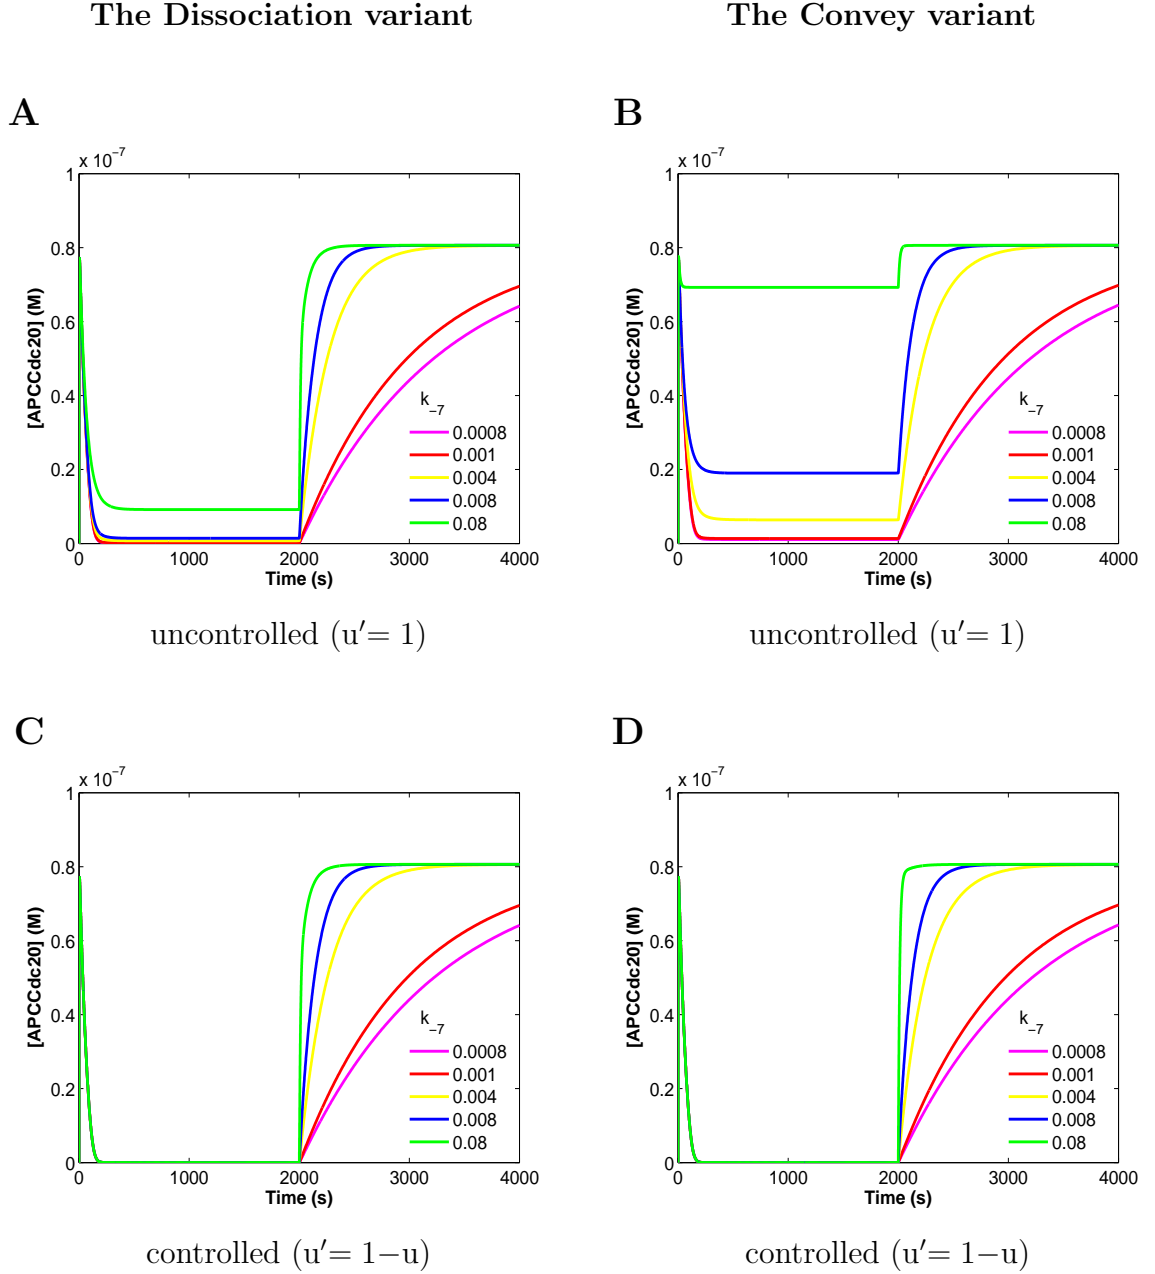 The Dissociation variant
The Convey variant
A
B
x 10⁻⁷
1
0.8
0.6
0.4
0.2
0
[APCCdc20] (M)
k₋₇
0.0008
0.001
0.004
0.008
0.08
0 1000 2000 3000 4000
Time (s)
uncontrolled (u′= 1)
x 10⁻⁷
1
0.8
0.6
0.4
0.2
0
[APCCdc20] (M)
k₋₇
0.0008
0.001
0.004
0.008
0.08
0 1000 2000 3000 4000
Time (s)
uncontrolled (u′= 1)
C
D
x 10⁻⁷
1
0.8
0.6
0.4
0.2
0
[APCCdc20] (M)
k₋₇
0.0008
0.001
0.004
0.008
0.08
0 1000 2000 3000 4000
Time (s)
controlled (u′= 1−u)
x 10⁻⁷
1
0.8
0.6
0.4
0.2
0
[APCCdc20] (M)
k₋₇
0.0008
0.001
0.004
0.008
0.08
0 1000 2000 3000 4000
Time (s)
controlled (u′= 1−u)